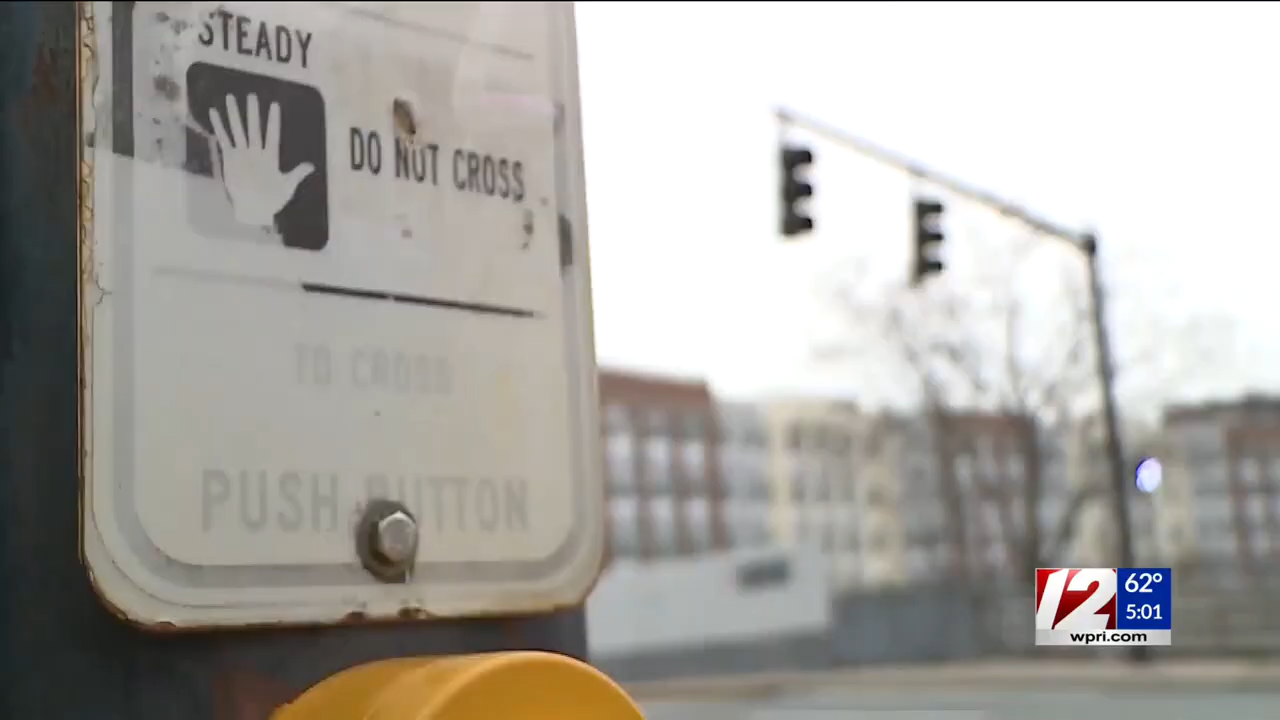 STEADY
DO NOT CROSS
TO CROSS
PUSH BUTTON
12
62°
5:01
wpri.com